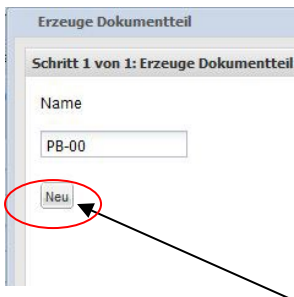 Erzeuge Dokumentteil
Schritt 1 von 1: Erzeuge Dokumentteil
Name
PB-00
Neu